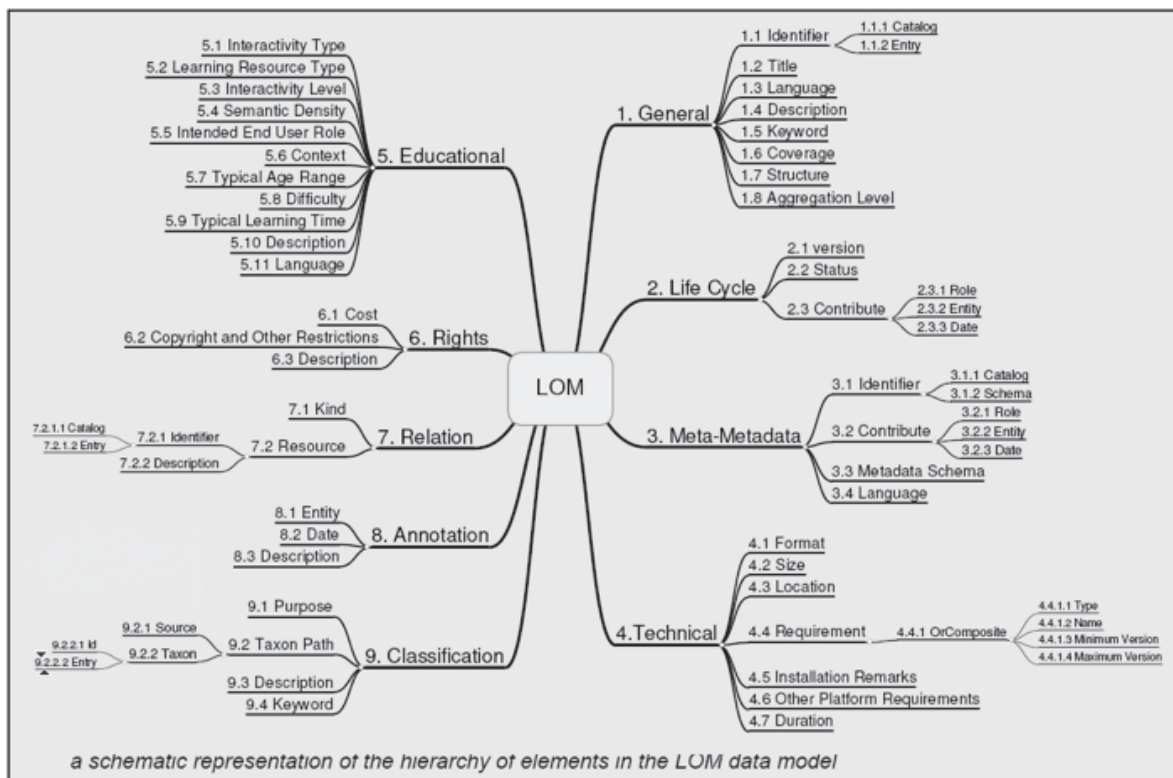 LOM
1. General
1.1 Identifier
1.1.1 Catalog
1.1.2 Entry
1.2 Title
1.3 Language
1.4 Description
1.5 Keyword
1.6 Coverage
1.7 Structure
1.8 Aggregation Level
2. Life Cycle
2.1 version
2.2 Status
2.3 Contribute
2.3.1 Role
2.3.2 Entity
2.3.3 Date
3. Meta-Metadata
3.1 Identifier
3.1.1 Catalog
3.1.2 Schema
3.2 Contribute
3.2.1 Role
3.2.2 Entity
3.2.3 Date
3.3 Metadata Schema
3.4 Language
4.Technical
4.1 Format
4.2 Size
4.3 Location
4.4 Requirement
4.4.1 OrComposite
4.4.1.1 Type
4.4.1.2 Name
4.4.1.3 Minimum Version
4.4.1.4 Maximum Version
4.5 Installation Remarks
4.6 Other Platform Requirements
4.7 Duration
5. Educational
5.1 Interactivity Type
5.2 Learning Resource Type
5.3 Interactivity Level
5.4 Semantic Density
5.5 Intended End User Role
5.6 Context
5.7 Typical Age Range
5.8 Difficulty
5.9 Typical Learning Time
5.10 Description
5.11 Language
6. Rights
6.1 Cost
6.2 Copyright and Other Restrictions
6.3 Description
7. Relation
7.1 Kind
7.2 Resource
7.2.1 Identifier
7.2.1.1 Catalog
7.2.1.2 Entry
7.2.2 Description
8. Annotation
8.1 Entity
8.2 Date
8.3 Description
9. Classification
9.1 Purpose
9.2 Taxon Path
9.2.1 Source
9.2.2 Taxon
9.2.2.1 Id
9.2.2.2 Entry
9.3 Description
9.4 Keyword
a schematic representation of the hierarchy of elements in the LOM data model